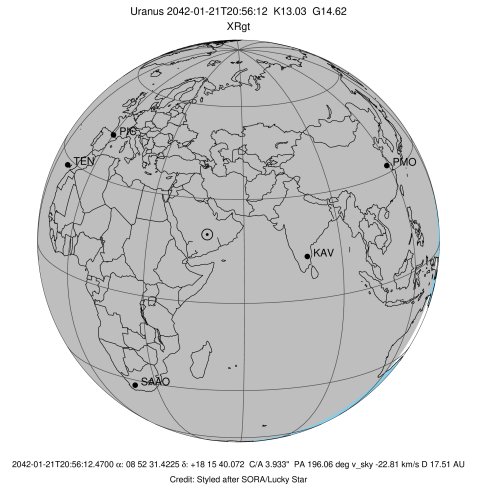 Uranus 2042-01-21T20:56:12 K13.03 G14.62
XRgt
PIC
TEN
PMO
KAV
SAAO
2042-01-21T20:56:12.4700 α: 08 52 31.4225 δ: +18 15 40.072 C/A 3.933" PA 196.06 deg v_sky -22.81 km/s D 17.51 AU
Credit: Styled after SORA/Lucky Star